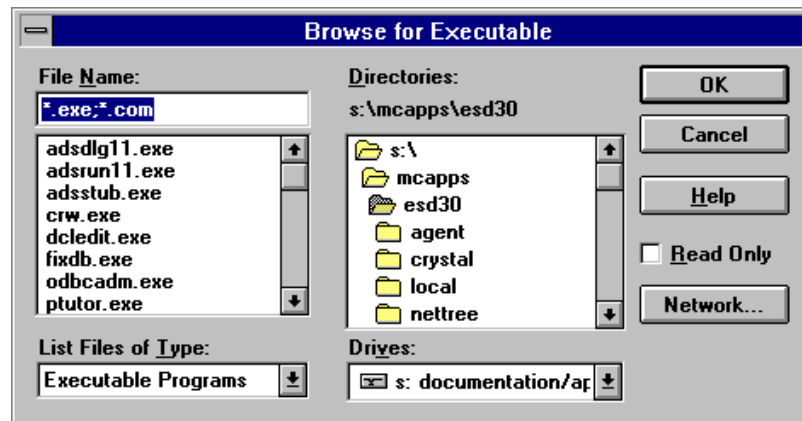 Browse for Executable
File Name:
*.exe;*.com
adsdlg11.exe
adsrun11.exe
adsstub.exe
crw.exe
dcledit.exe
fixdb.exe
odbcadm.exe
ptutor.exe
List Files of Type:
Executable Programs
Directories:
s:\mcapps\esd30
s:\
mcapps
esd30
agent
crystal
local
nettree
Drives:
s: documentation/ap
OK
Cancel
Help
Read Only
Network...